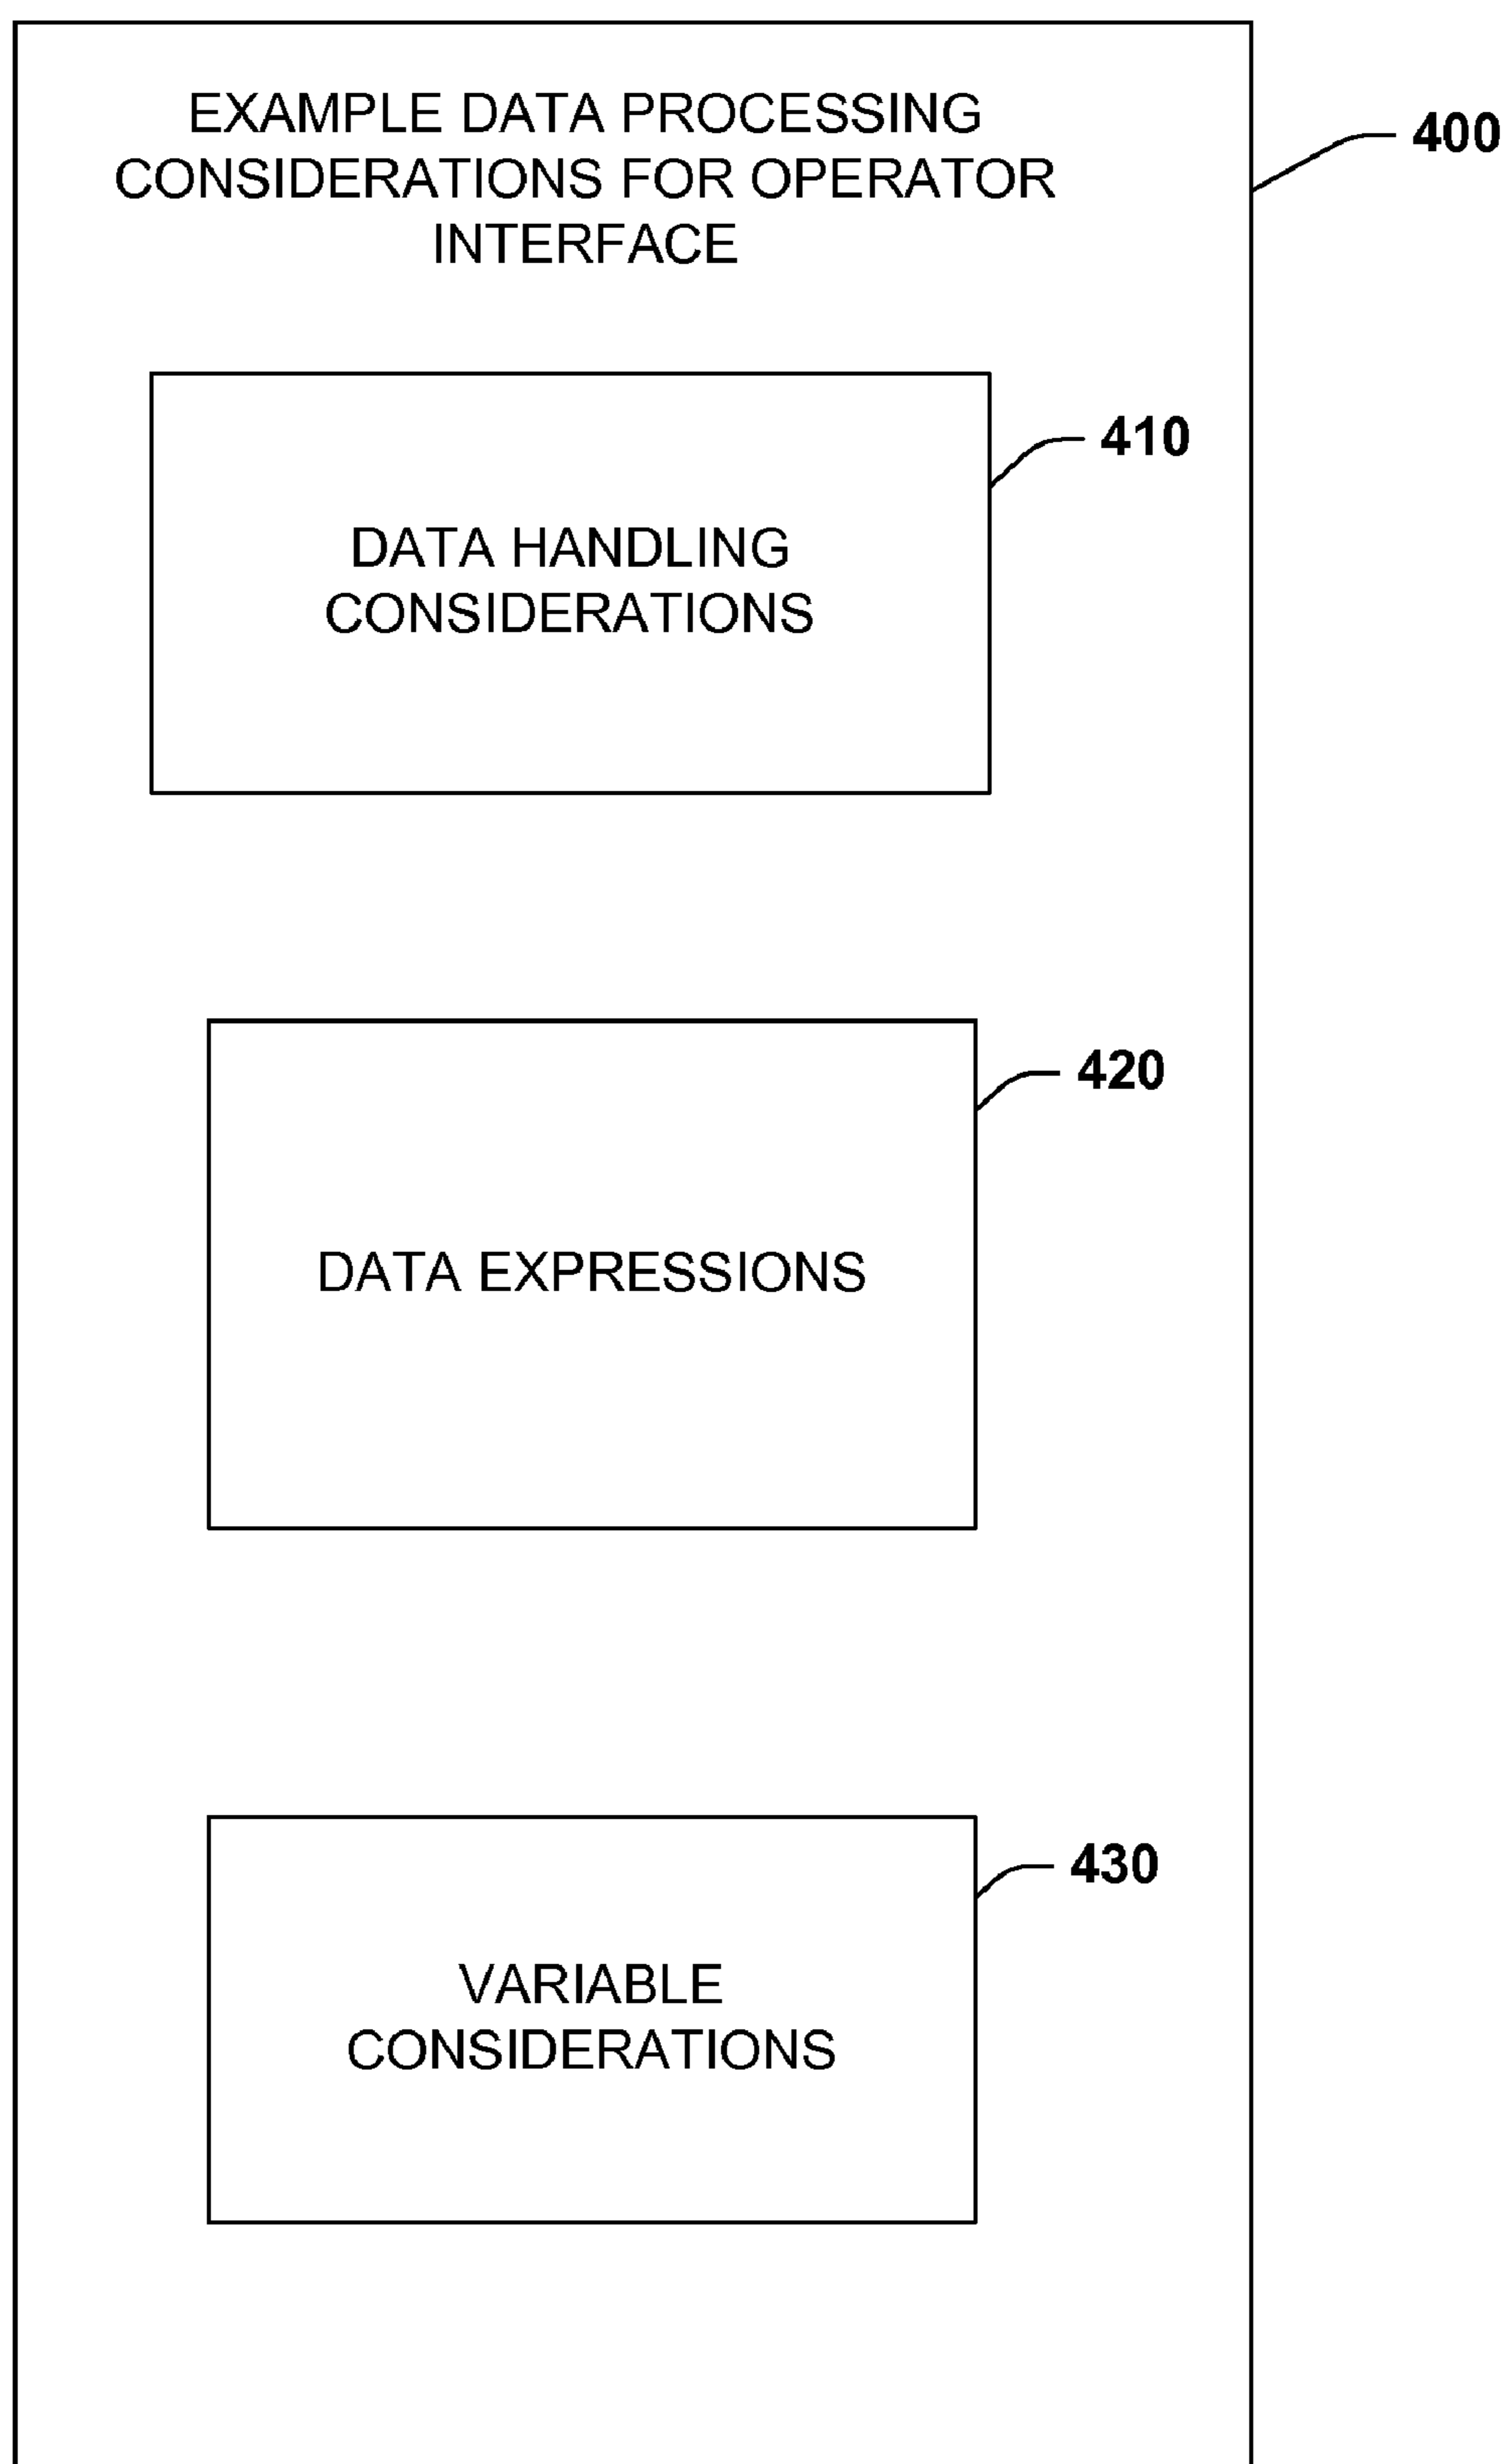 EXAMPLE DATA PROCESSING
CONSIDERATIONS FOR OPERATOR
INTERFACE
400
410
DATA HANDLING
CONSIDERATIONS
420
DATA EXPRESSIONS
430
VARIABLE
CONSIDERATIONS